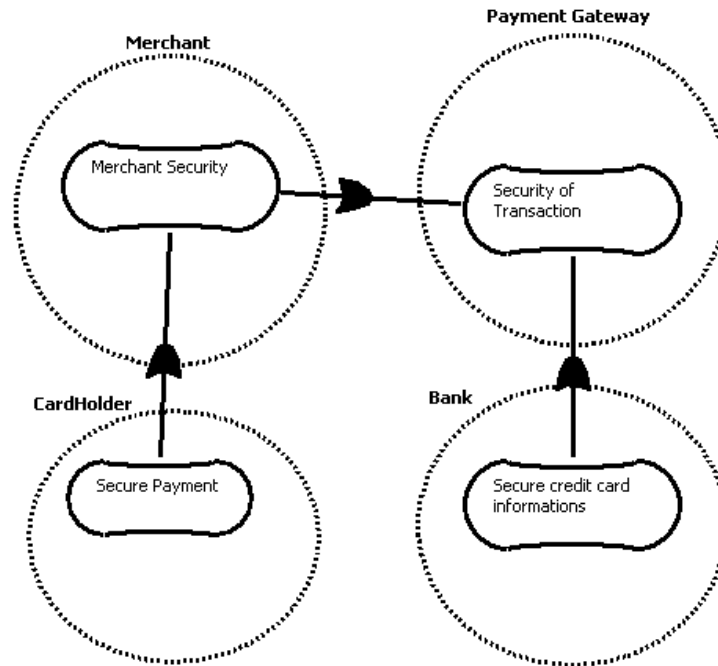 Payment Gateway
Merchant
Merchant Security
Security of
Transaction
CardHolder
Bank
Secure Payment
Secure credit card
informations